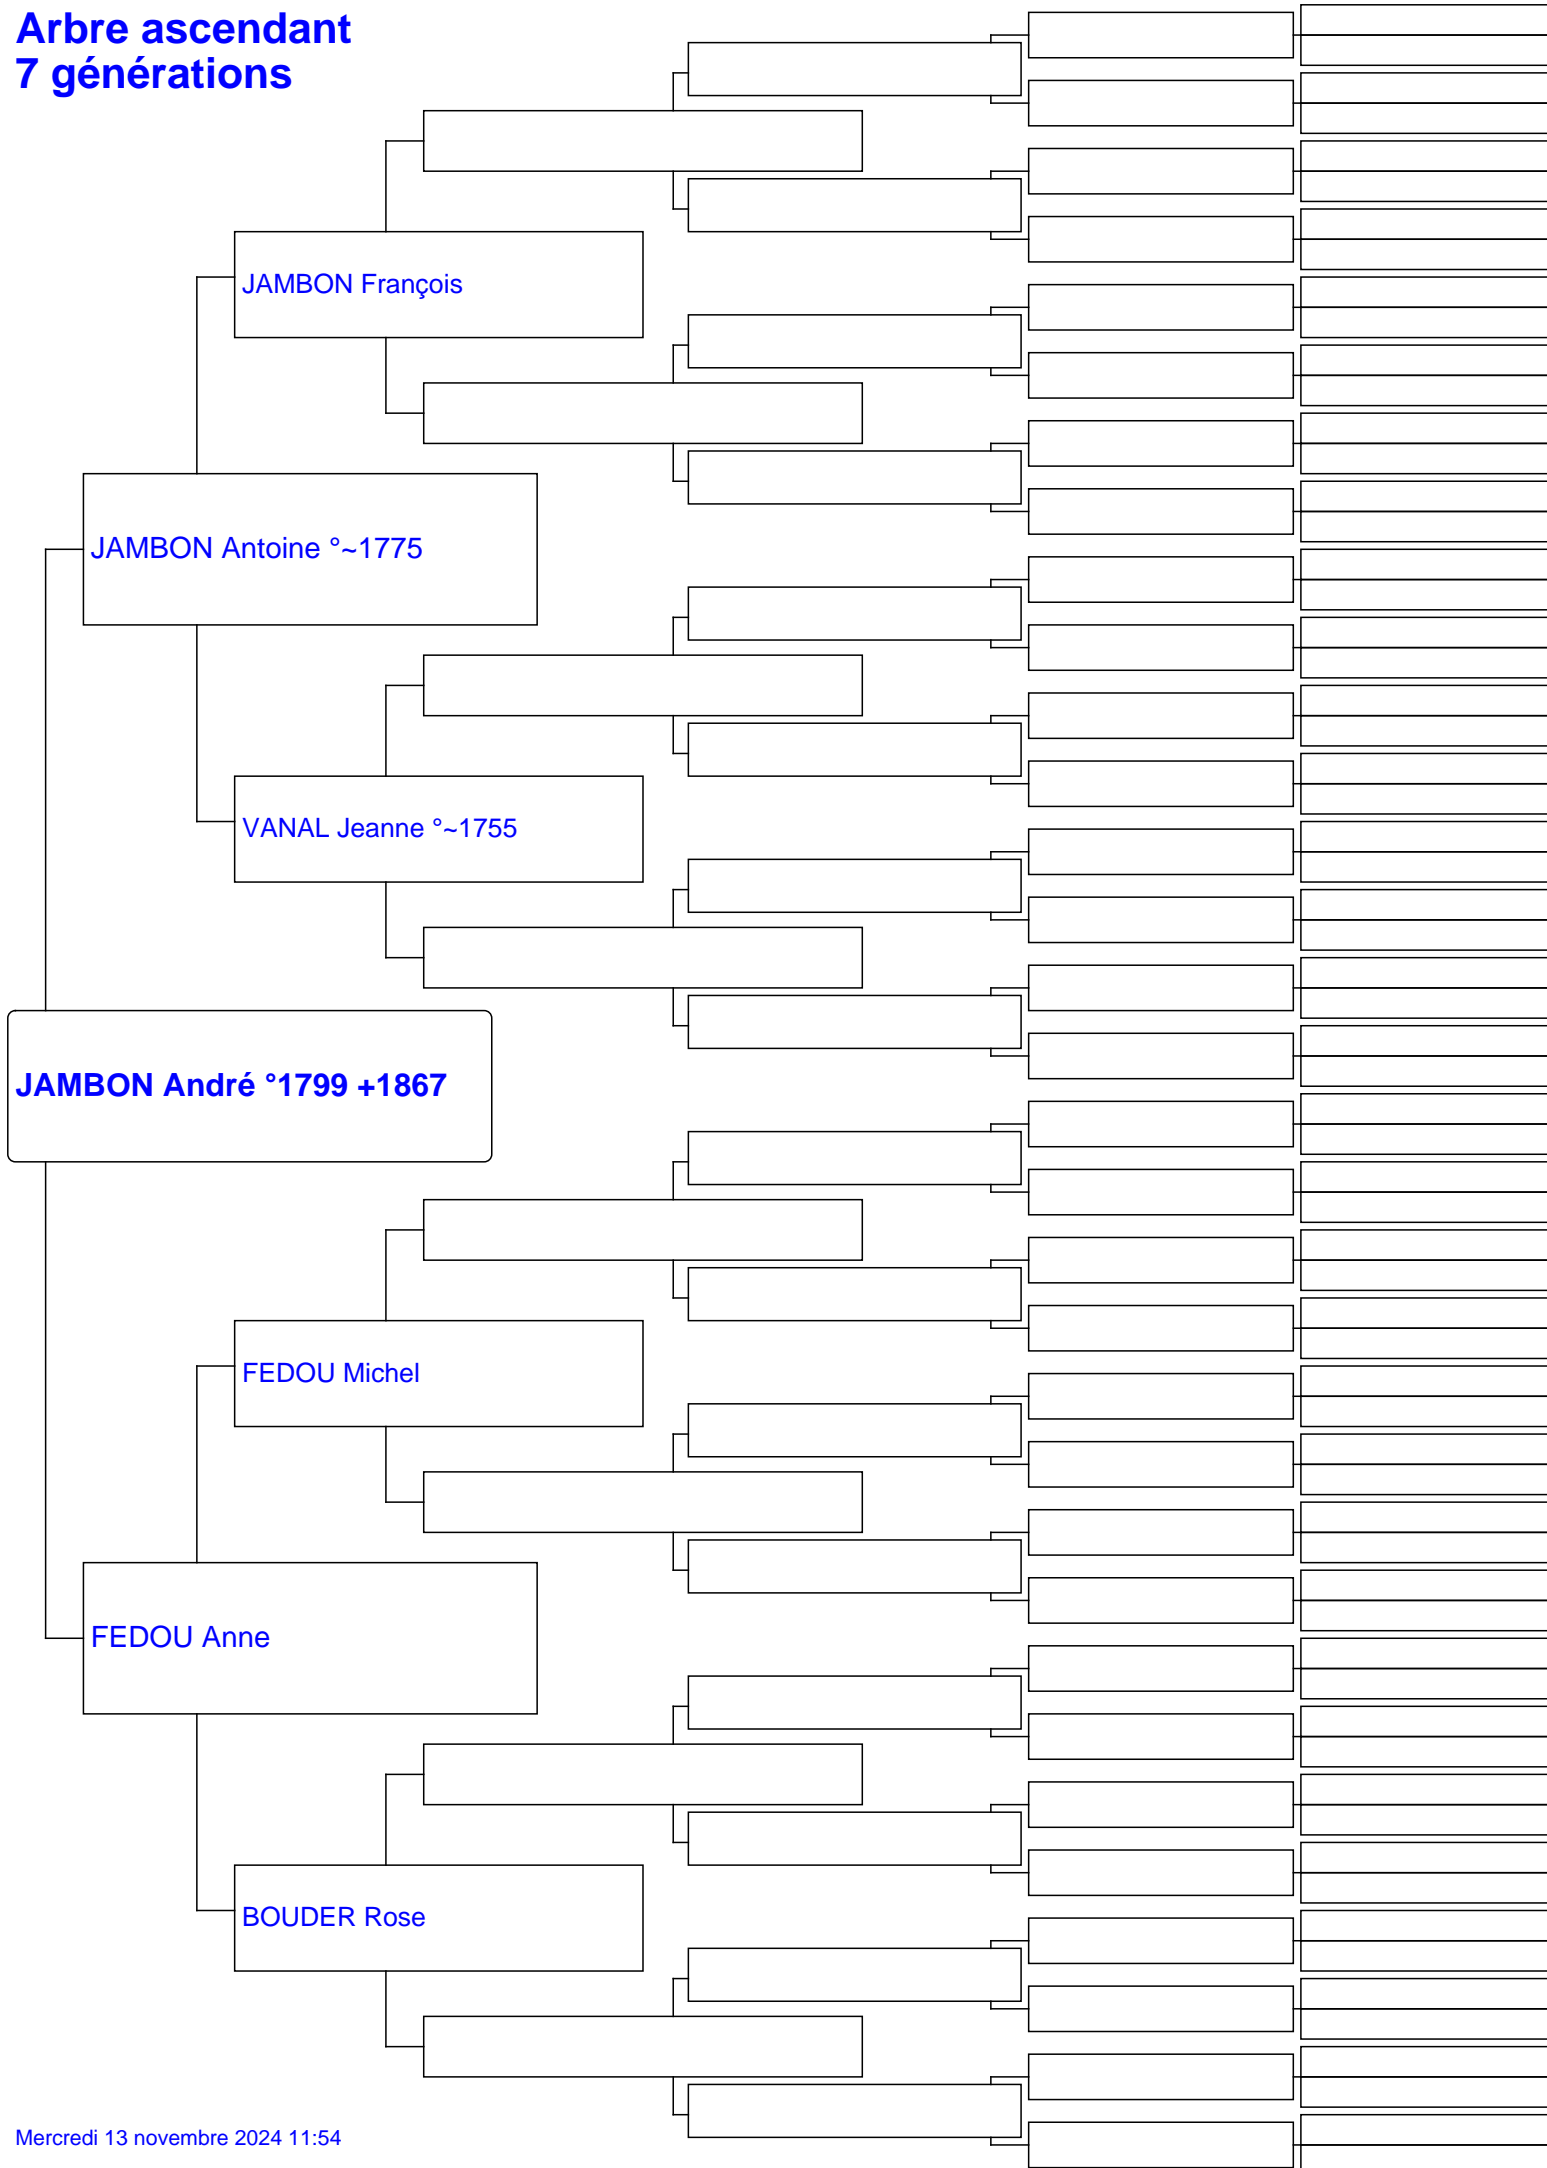 Arbre ascendant
7 générations
JAMBON François
JAMBON Antoine °~1775
VANAL Jeanne °~1755
JAMBON André °1799 +1867
FEDOU Michel
FEDOU Anne
BOUDER Rose
Mercredi 13 novembre 2024 11:54